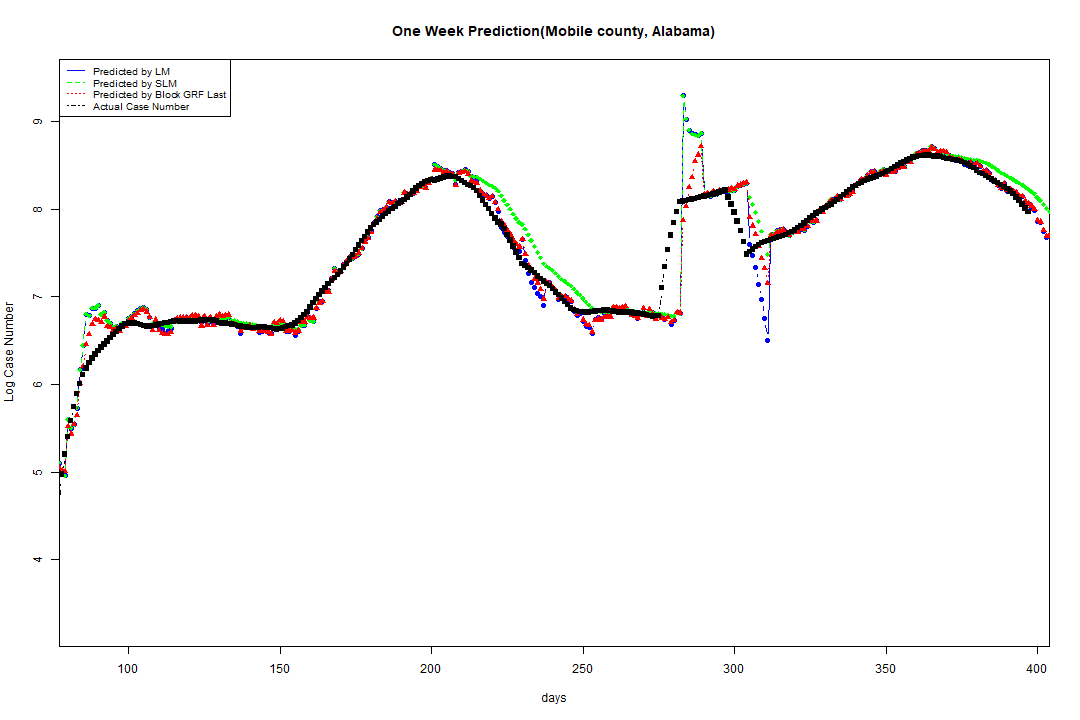 One Week Prediction(Mobile county, Alabama)
Predicted by LM
Predicted by SLM
Predicted by Block GRF Last
Actual Case Number
Log Case Number
9
8
7
6
5
4
100 150 200 250 300 350 400
days